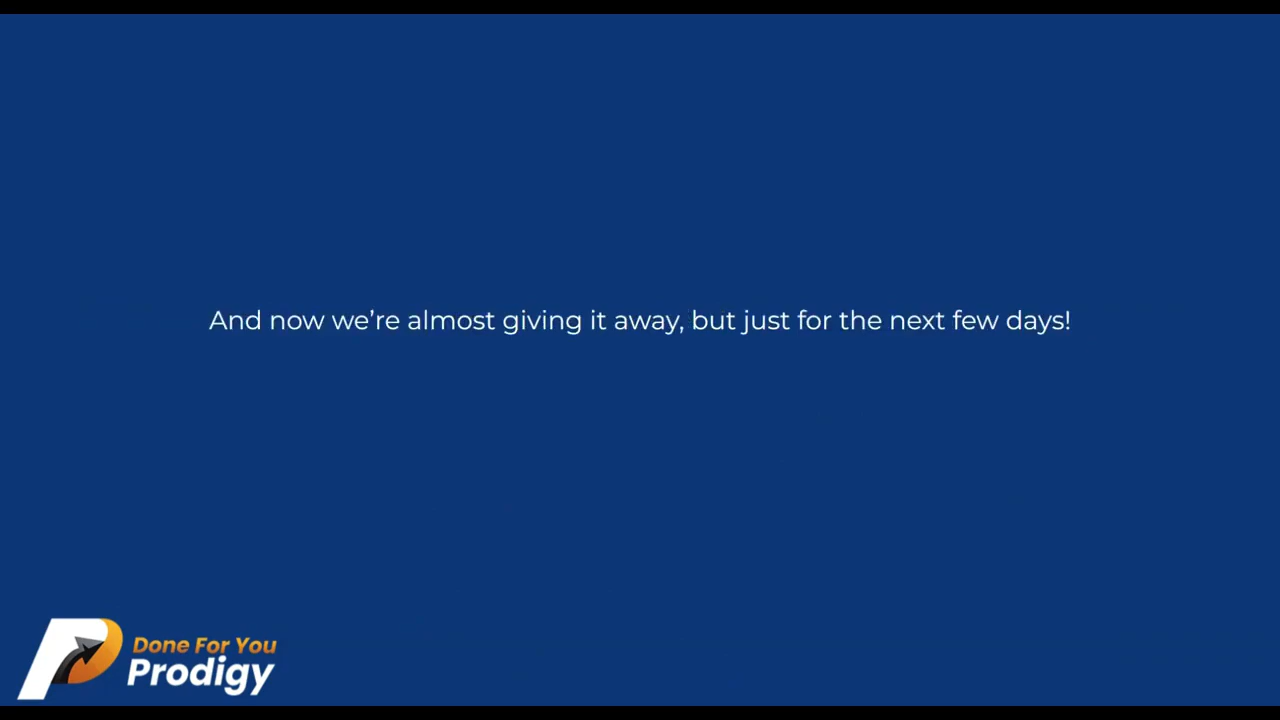 And now we’re almost giving it away, but just for the next few days!
Done For You
Prodigy